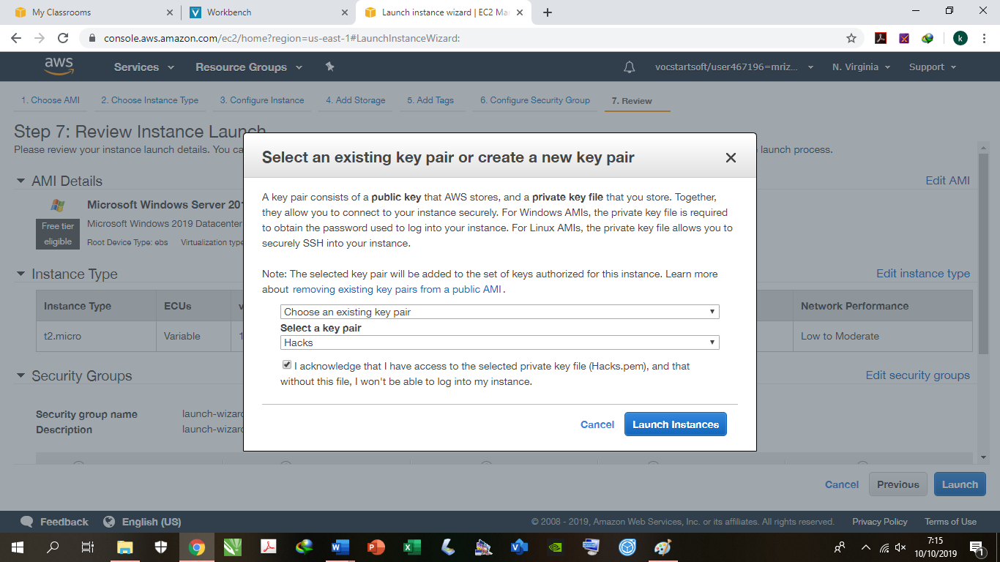 My Classrooms
Workbench
Launch instance wizard | EC2 Ma
console.aws.amazon.com/ec2/home?region=us-east-1#LaunchInstanceWizard:
k
aws
Services
Resource Groups
vocstartsoft/user467196=mriz...
N. Virginia
Support
1. Choose AMI
2. Choose Instance Type
3. Configure Instance
4. Add Storage
5. Add Tags
6. Configure Security Group
7. Review
Step 7: Review Instance Launch
Please review your instance launch details. You ca
launch process.
AMI Details
Edit AMI
Microsoft Windows Server 201
Free tier
eligible
Microsoft Windows 2019 Datacenter
Root Device Type: ebs Virtualization type
Instance Type
Edit instance type
Instance Type
ECUs
v
Network Performance
t2.micro
Variable
1
Low to Moderate
Security Groups
Edit security groups
Security group name
launch-wizard
Description
launch-wizard
Select an existing key pair or create a new key pair
A key pair consists of a public key that AWS stores, and a private key file that you store. Together,
they allow you to connect to your instance securely. For Windows AMIs, the private key file is required
to obtain the password used to log into your instance. For Linux AMIs, the private key file allows you to
securely SSH into your instance.
Note: The selected key pair will be added to the set of keys authorized for this instance. Learn more
about removing existing key pairs from a public AMI .
Choose an existing key pair
Select a key pair
Hacks
I acknowledge that I have access to the selected private key file (Hacks.pem), and that
without this file, I won't be able to log into my instance.
Cancel
Launch Instances
Cancel
Previous
Launch
Feedback
English (US)
© 2008 - 2019, Amazon Web Services, Inc. or its affiliates. All rights reserved.
Privacy Policy
Terms of Use
7:15
10/10/2019
1